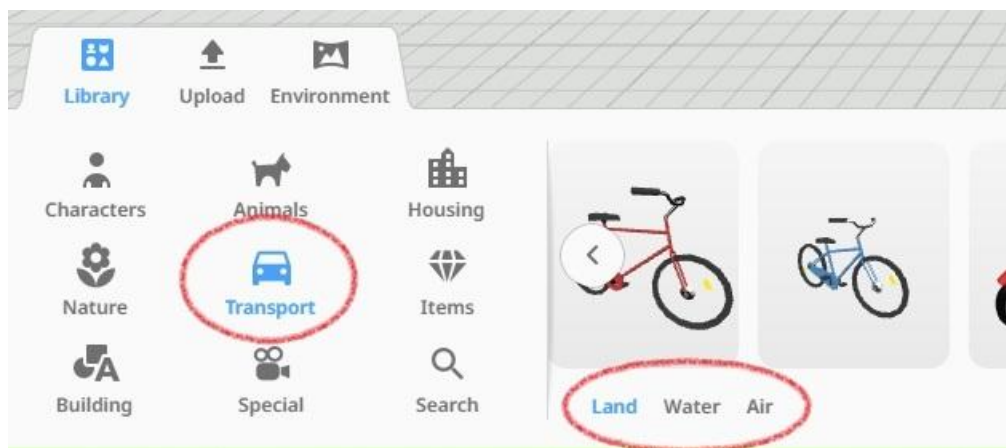 Library Upload Environment
Characters Animals Housing
Nature Transport Items
Building Special Search
Land Water Air